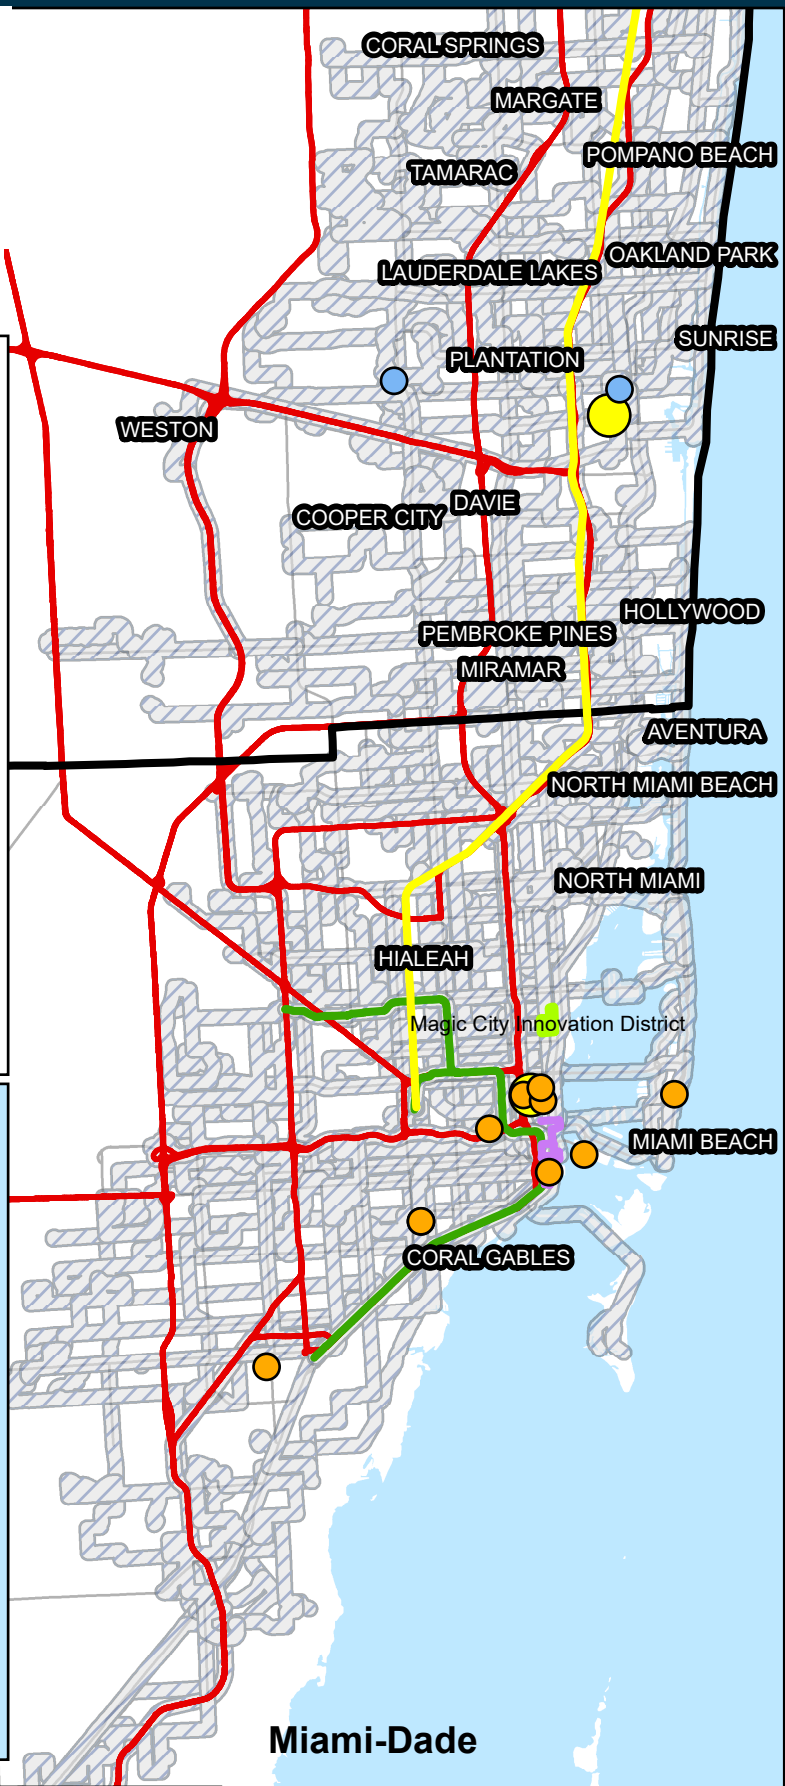 CORAL SPRINGS
MARGATE
POMPANO BEACH
TAMARAC
OAKLAND PARK
LAUDERDALE LAKES
SUNRISE
PLANTATION
WESTON
DAVIE
COOPER CITY
HOLLYWOOD
PEMBROKE PINES
MIRAMAR
AVENTURA
NORTH MIAMI BEACH
NORTH MIAMI
HIALEAH
Magic City Innovation District
MIAMI BEACH
CORAL GABLES
Miami-Dade